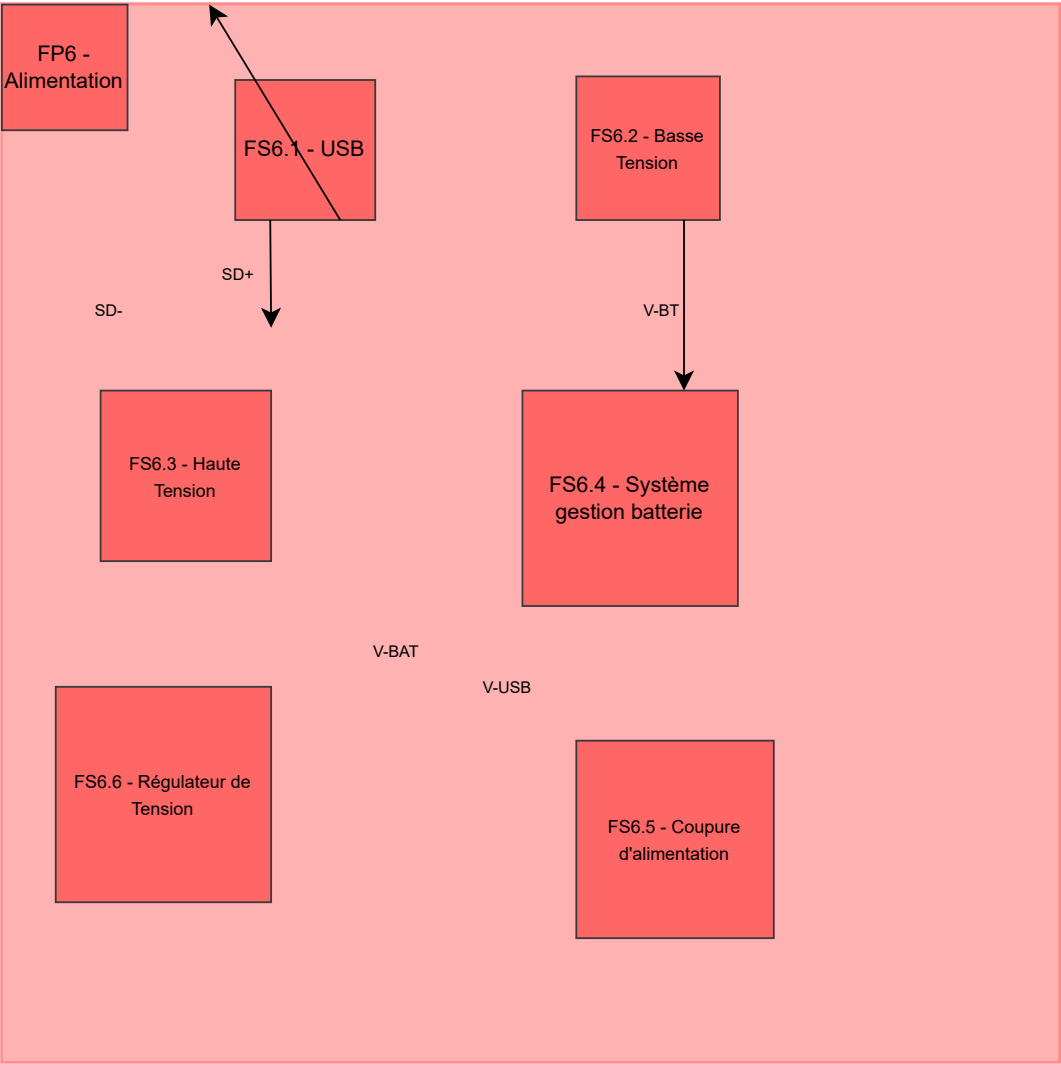 FP6 -
Alimentation
FS6.1 - USB
FS6.2 - Basse
Tension
SD+
SD-
V-BT
FS6.3 - Haute
Tension
FS6.4 - Système
gestion batterie
V-BAT
V-USB
FS6.6 - Régulateur de
Tension
FS6.5 - Coupure
d'alimentation